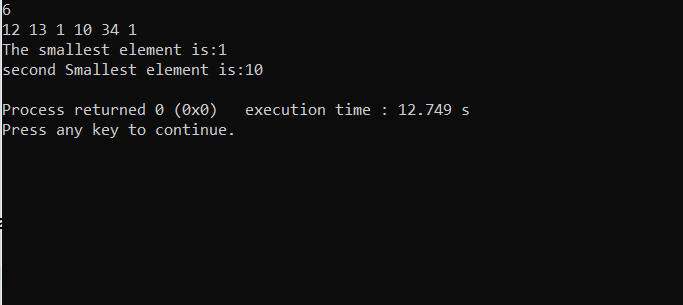 6
12 13 1 10 34 1
The smallest element is:1
second Smallest element is:10
Process returned 0 (0x0)   execution time : 12.749 s
Press any key to continue.